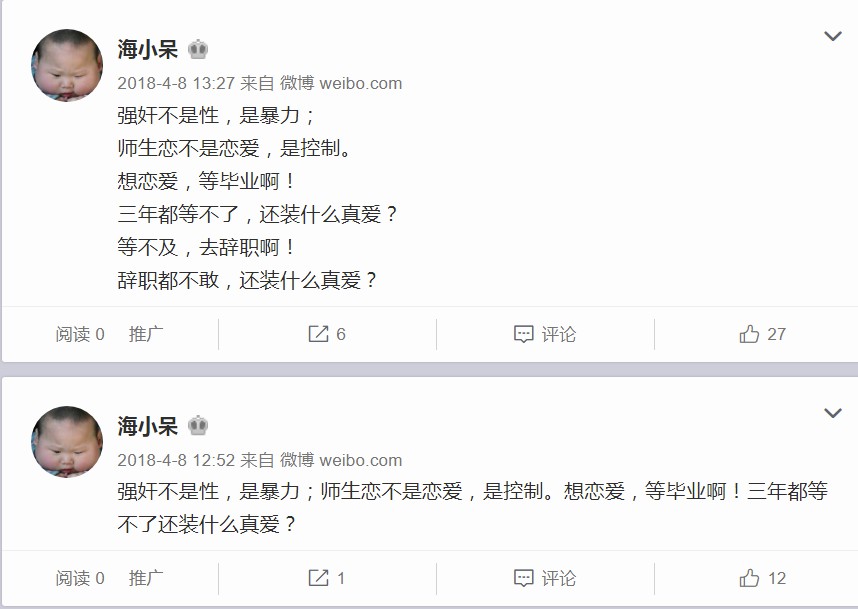 海小呆
2018-4-8 13:27 来自 微博 weibo.com
强奸不是性，是暴力；
师生恋不是恋爱，是控制。
想恋爱，等毕业啊！
三年都等不了，还装什么真爱？
等不及，去辞职啊！
辞职都不敢，还装什么真爱？
阅读 0 推广 6 评论 27
海小呆
2018-4-8 12:52 来自 微博 weibo.com
强奸不是性，是暴力；师生恋不是恋爱，是控制。想恋爱，等毕业啊！三年都等
不了还装什么真爱？
阅读 0 推广 1 评论 12